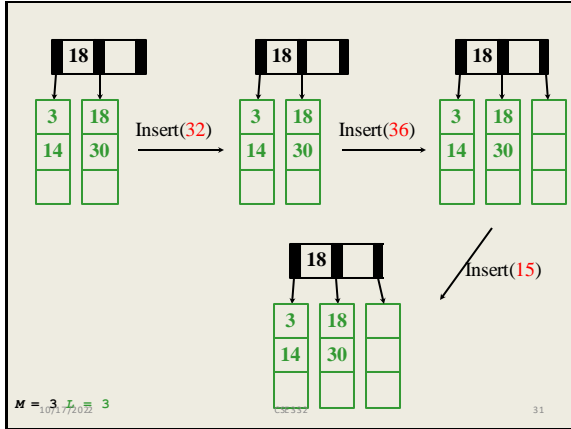 18
18
18
3 18
14 30
Insert(32)
3 18
14 30
Insert(36)
3 18
14 30
Insert(15)
18
3 18
14 30
M = 3 L = 3
10/17/2022
CSE332
31